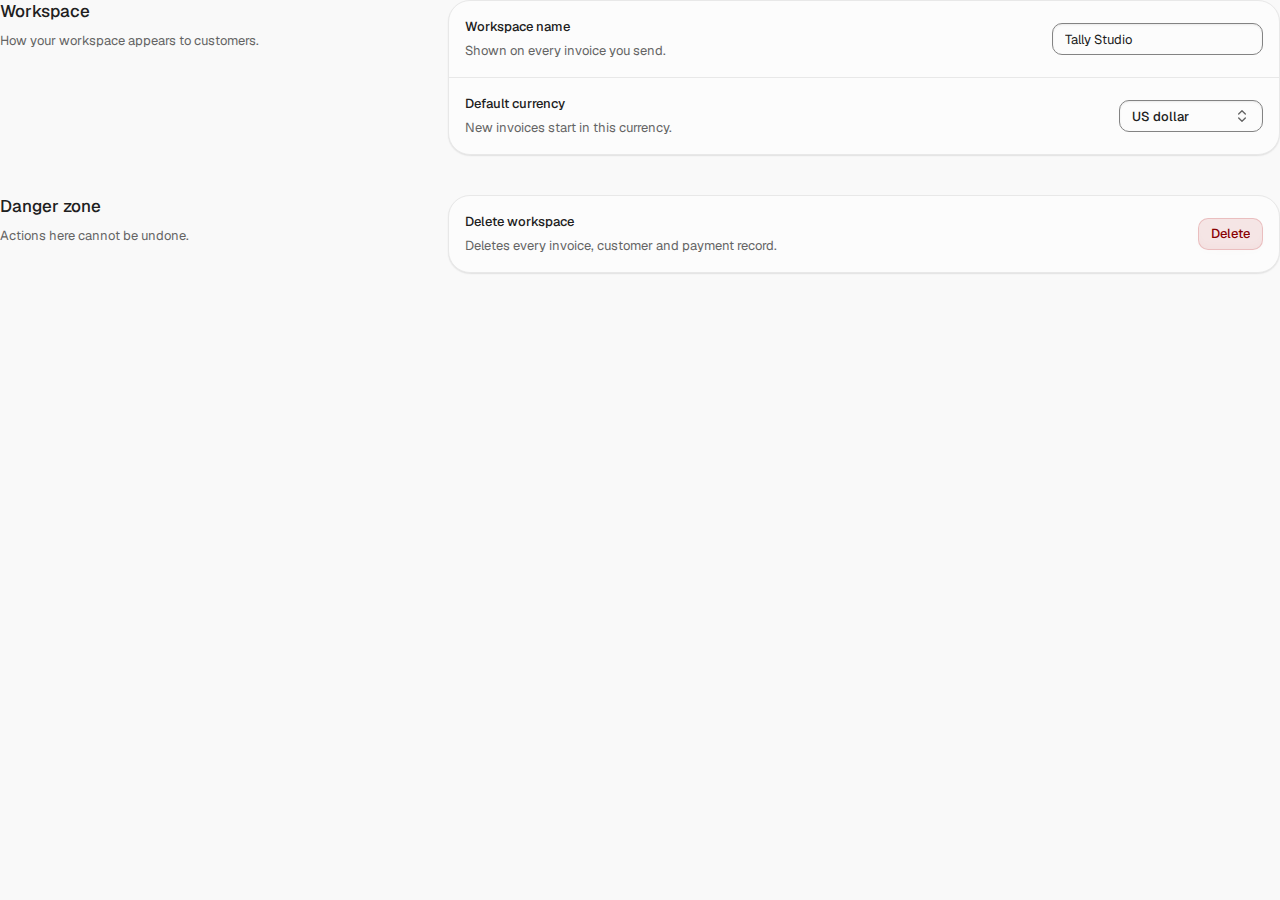 Workspace
How your workspace appears to customers.
Workspace name
Shown on every invoice you send.
Tally Studio
Default currency
New invoices start in this currency.
US dollar
Danger zone
Actions here cannot be undone.
Delete workspace
Deletes every invoice, customer and payment record.
Delete